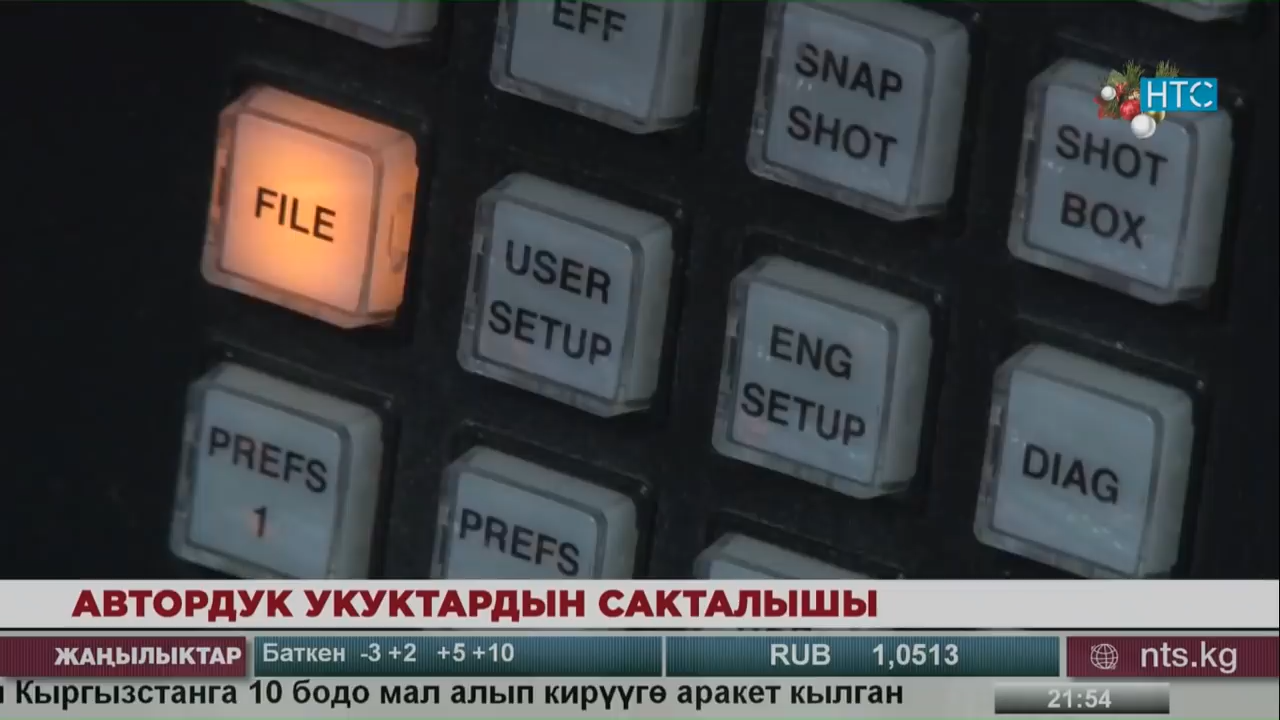 EFF
SNAP
SHOT
НТС
SHOT
BOX
FILE
USER
SETUP
ENG
SETUP
DIAG
PREFS
1
PREFS
АВТОРДУК УКУКТАРДЫН САКТАЛЫШЫ
ЖАҢЫЛЫКТАР
Баткен -3 +2 +5 +10
RUB 1,0513
nts.kg
Кыргызстанга 10 бодо мал алып кирүүгө аракет кылган
21:54